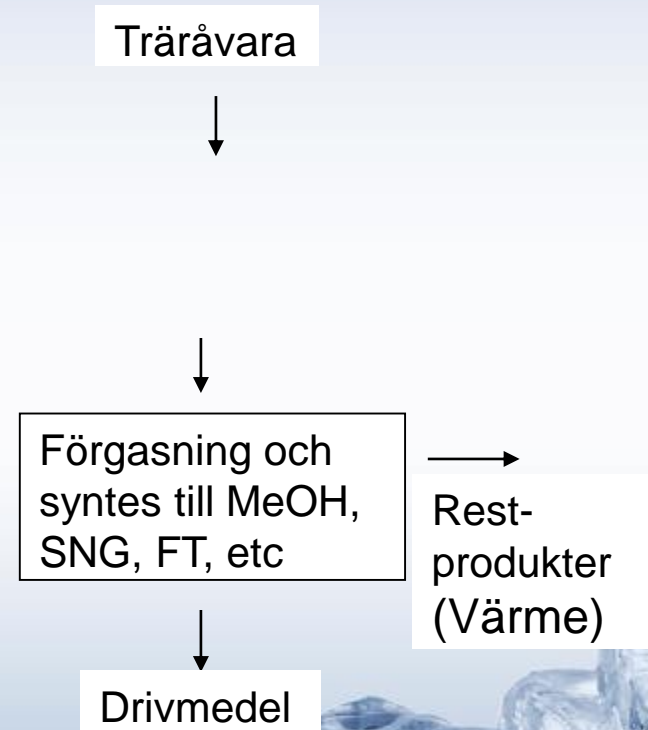 Träråvara
Förgasning och
syntes till MeOH,
SNG, FT, etc
Rest-
produkter
(Värme)
Drivmedel